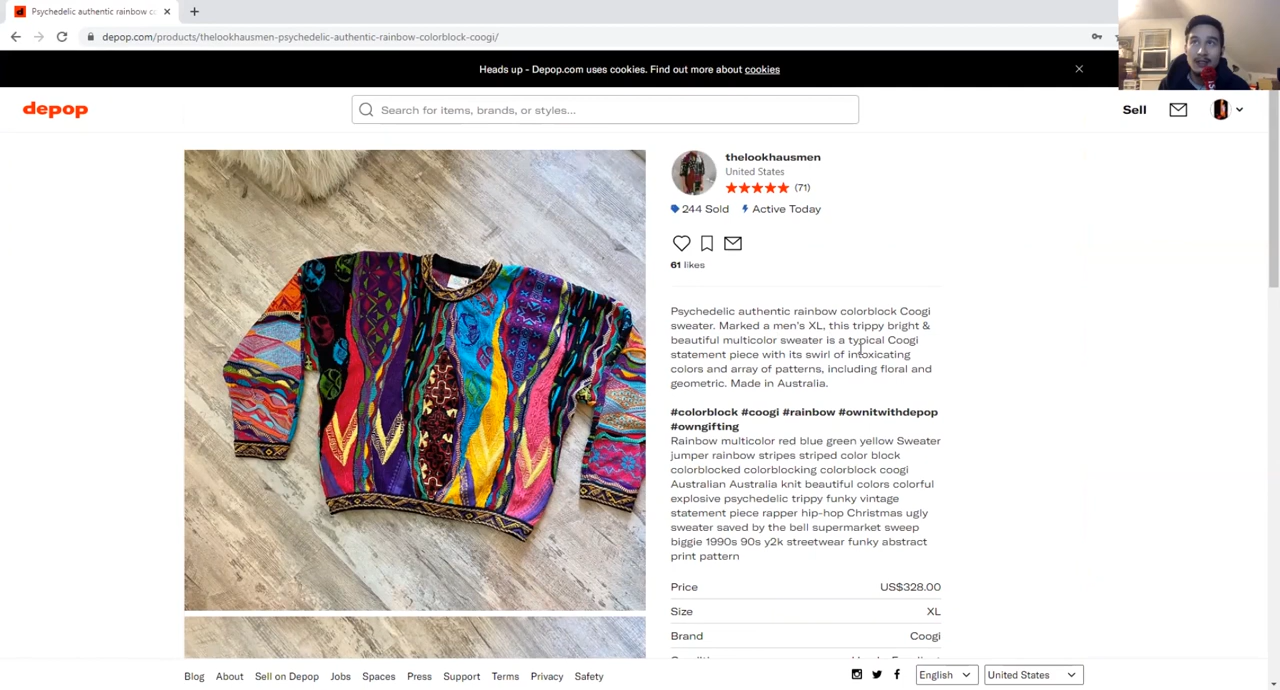 Psychedelic authentic rainbow co
depop.com/products/thelookhausmen-psychedelic-authentic-rainbow-colorblock-coogi/
Heads up - Depop.com uses cookies. Find out more about cookies
depop
Search for items, brands, or styles...
Sell
thelookhausmen
United States
(71)
244 Sold
Active Today
61 likes
Psychedelic authentic rainbow colorblock Coogi
sweater. Marked a men's XL, this trippy bright &
beautiful multicolor sweater is a typical Coogi
statement piece with its swirl of intoxicating
colors and array of patterns, including floral and
geometric. Made in Australia.
#colorblock #coogi #rainbow #ownitwithdepop
#owngifting
Rainbow multicolor red blue green yellow Sweater
jumper rainbow stripes striped color block
colorblocked colorblocking colorblock coogi
Australian Australia knit beautiful colors colorful
explosive psychedelic trippy funky vintage
statement piece rapper hip-hop Christmas ugly
sweater saved by the bell supermarket sweep
biggie 1990s 90s y2k streetwear funky abstract
print pattern
Price US$328.00
Size XL
Brand Coogi
Blog About Sell on Depop Jobs Spaces Press Support Terms Privacy Safety
English United States